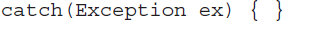 catch(Exception ex) { }